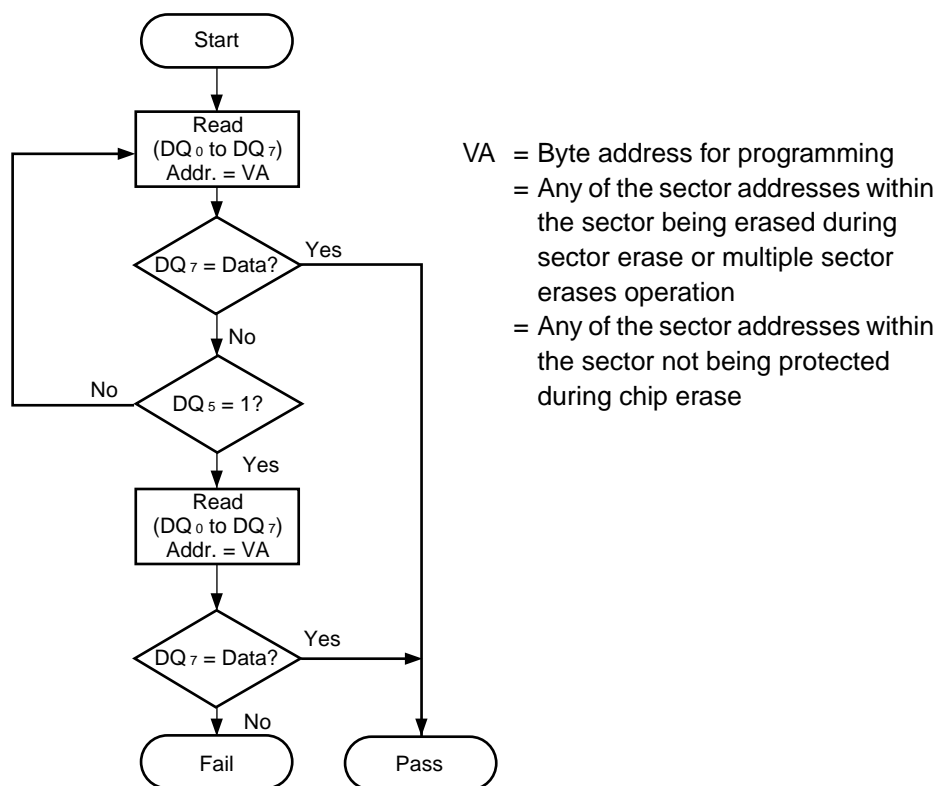 Start
Read
(DQ0 to DQ7)
Addr. = VA
DQ7 = Data?
Yes
No
DQ5 = 1?
No
Yes
Read
(DQ0 to DQ7)
Addr. = VA
DQ7 = Data?
Yes
No
Fail
Pass
VA = Byte address for programming
= Any of the sector addresses within
the sector being erased during
sector erase or multiple sector
erases operation
= Any of the sector addresses within
the sector not being protected
during chip erase